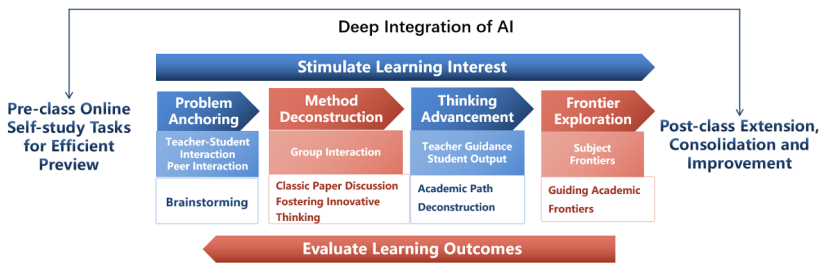 Deep Integration of AI
Stimulate Learning Interest
Pre-class Online
Self-study Tasks
for Efficient
Preview
Problem
Anchoring
Teacher-Student
Interaction
Peer Interaction
Brainstorming
Method
Deconstruction
Group Interaction
Classic Paper Discussion
Fostering Innovative
Thinking
Thinking
Advancement
Teacher Guidance
Student Output
Academic Path
Deconstruction
Frontier
Exploration
Subject
Frontiers
Guiding Academic
Frontiers
Post-class Extension,
Consolidation and
Improvement
Evaluate Learning Outcomes